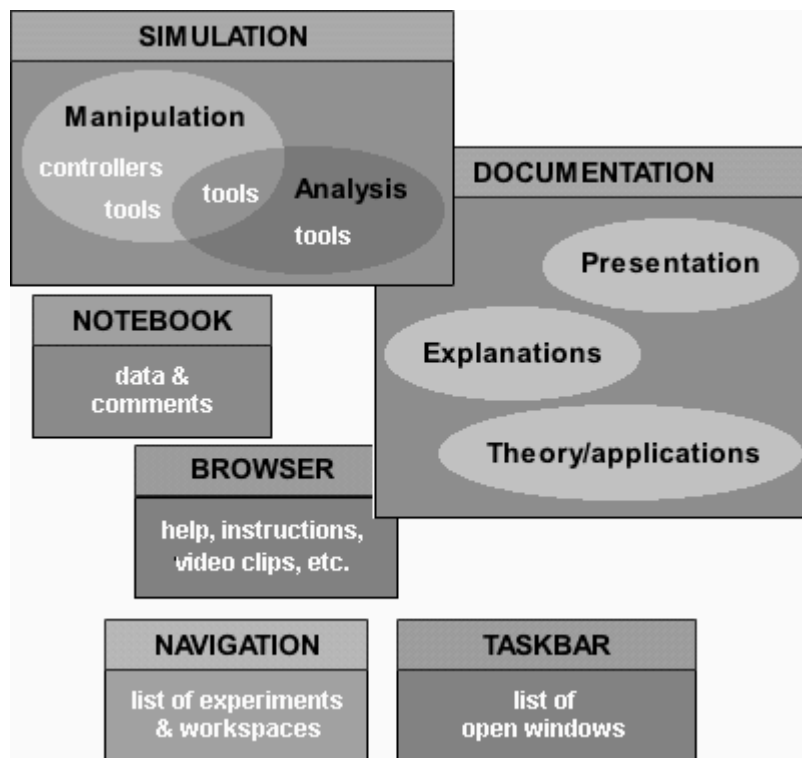 SIMULATION
Manipulation
controllers
tools
tools
Analysis
tools
DOCUMENTATION
Presentation
Explanations
Theory/applications
NOTEBOOK
data &
comments
BROWSER
help, instructions,
video clips, etc.
NAVIGATION
list of experiments
& workspaces
TASKBAR
list of
open windows